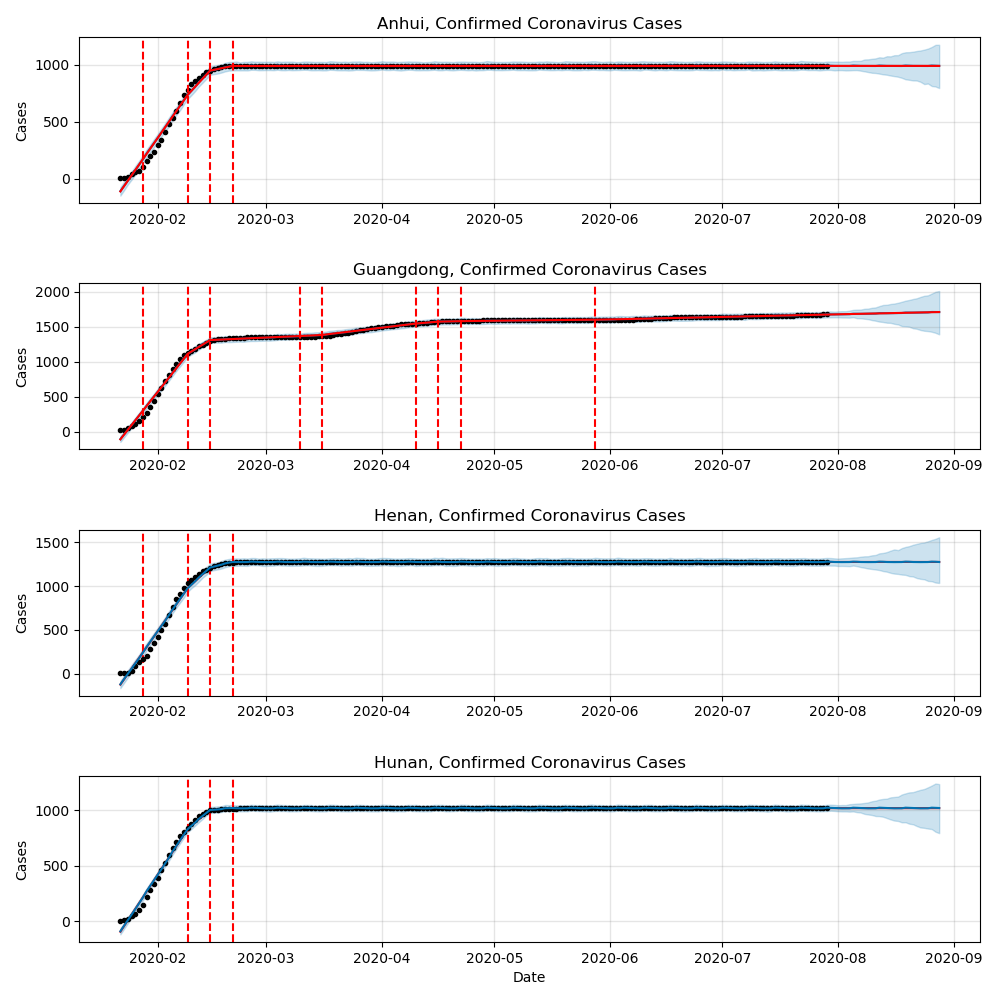 Anhui, Confirmed Coronavirus Cases
1000
500
0
Cases
2020-02 2020-03 2020-04 2020-05 2020-06 2020-07 2020-08 2020-09
Guangdong, Confirmed Coronavirus Cases
2000
1500
1000
500
0
Cases
2020-02 2020-03 2020-04 2020-05 2020-06 2020-07 2020-08 2020-09
Henan, Confirmed Coronavirus Cases
1500
1000
500
0
Cases
2020-02 2020-03 2020-04 2020-05 2020-06 2020-07 2020-08 2020-09
Hunan, Confirmed Coronavirus Cases
1000
500
0
Cases
2020-02 2020-03 2020-04 2020-05 2020-06 2020-07 2020-08 2020-09
Date